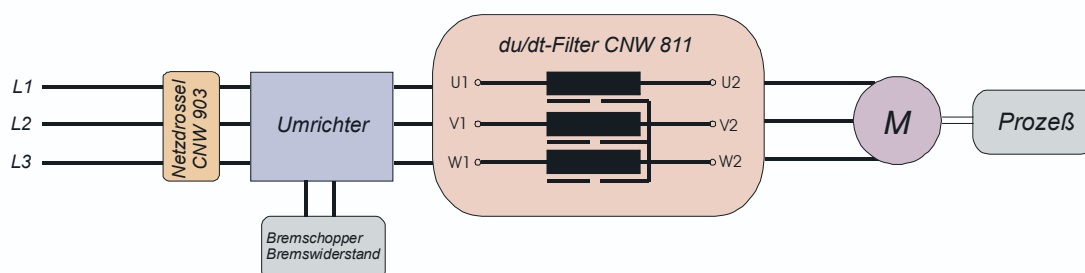 du/dt-Filter CNW 811
L1
L2
L3
Netzdrossel
CNW 903
Umrichter
U1
U2
V1
V2
W1
W2
M
Prozeß
Bremschopper
Bremswiderstand